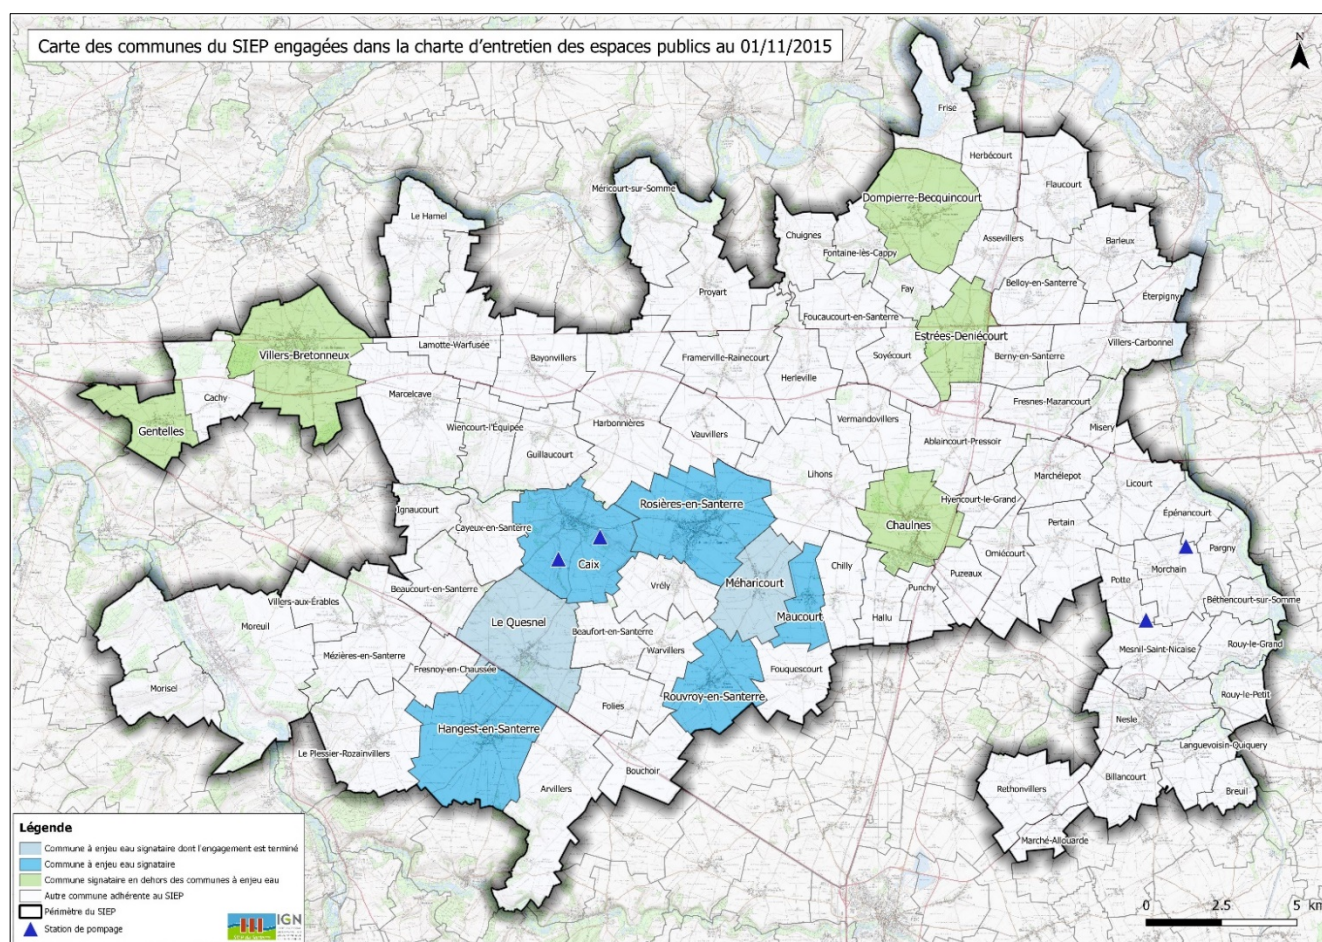 Carte des communes du SIEP engagées dans la charte d'entretien des espaces publics au 01/11/2015
N
Frise
Herbécourt
Flaucourt
Méricourt-sur-Somme
Dompierre-Becquincourt
Le Hamel
Chuignes
Assevillers
Barleux
Fontaine-lès-Cappy
Fay
Belloy-en-Santerre
Proyart
Éterpigny
Foucaucourt-en-Santerre
Estrées-Deniécourt
Villers-Carbonnel
Lamotte-Warfusée
Villers-Bretonneux
Bayonvillers
Framerville-Rainecourt
Soyécourt
Berny-en-Santerre
Herleville
Cachy
Marcelcave
Fresnes-Mazancourt
Gentelles
Wiencourt-l'Équipée
Harbonnières
Vauvillers
Vermandovillers
Misery
Ablaincourt-Pressoir
Guillaucourt
Lihons
Marchélepot
Licourt
Ignaucourt
Rosières-en-Santerre
Hyencourt-le-Grand
Épénancourt
Cayeux-en-Santerre
Chaulnes
Pertain
Pargny
Caix
Omiécourt
Chilly
Morchain
Beaucourt-en-Santerre
Vrély
Méharicourt
Punchy
Puzeaux
Potte
Villers-aux-Érables
Béthencourt-sur-Somme
Moreuil
Le Quesnel
Beaufort-en-Santerre
Maucourt
Hallu
Mézières-en-Santerre
Warvillers
Mesnil-Saint-Nicaise
Rouy-le-Grand
Fresnoy-en-Chaussée
Fouquescourt
Morisel
Rouvroy-en-Santerre
Rouy-le-Petit
Folies
Nesle
Hangest-en-Santerre
Languevoisin-Quiquery
Le Plessier-Rozainvillers
Bouchoir
Billancourt
Arvillers
Rethonvillers
Breuil
Marché-Allouarde
Légende
Commune à enjeu eau signataire dont l'engagement est terminé
Commune à enjeu eau signataire
Commune signataire en dehors des communes à enjeu eau
Autre commune adhérente au SIEP
Périmètre du SIEP
Station de pompage
IGN
0 2.5 5 km